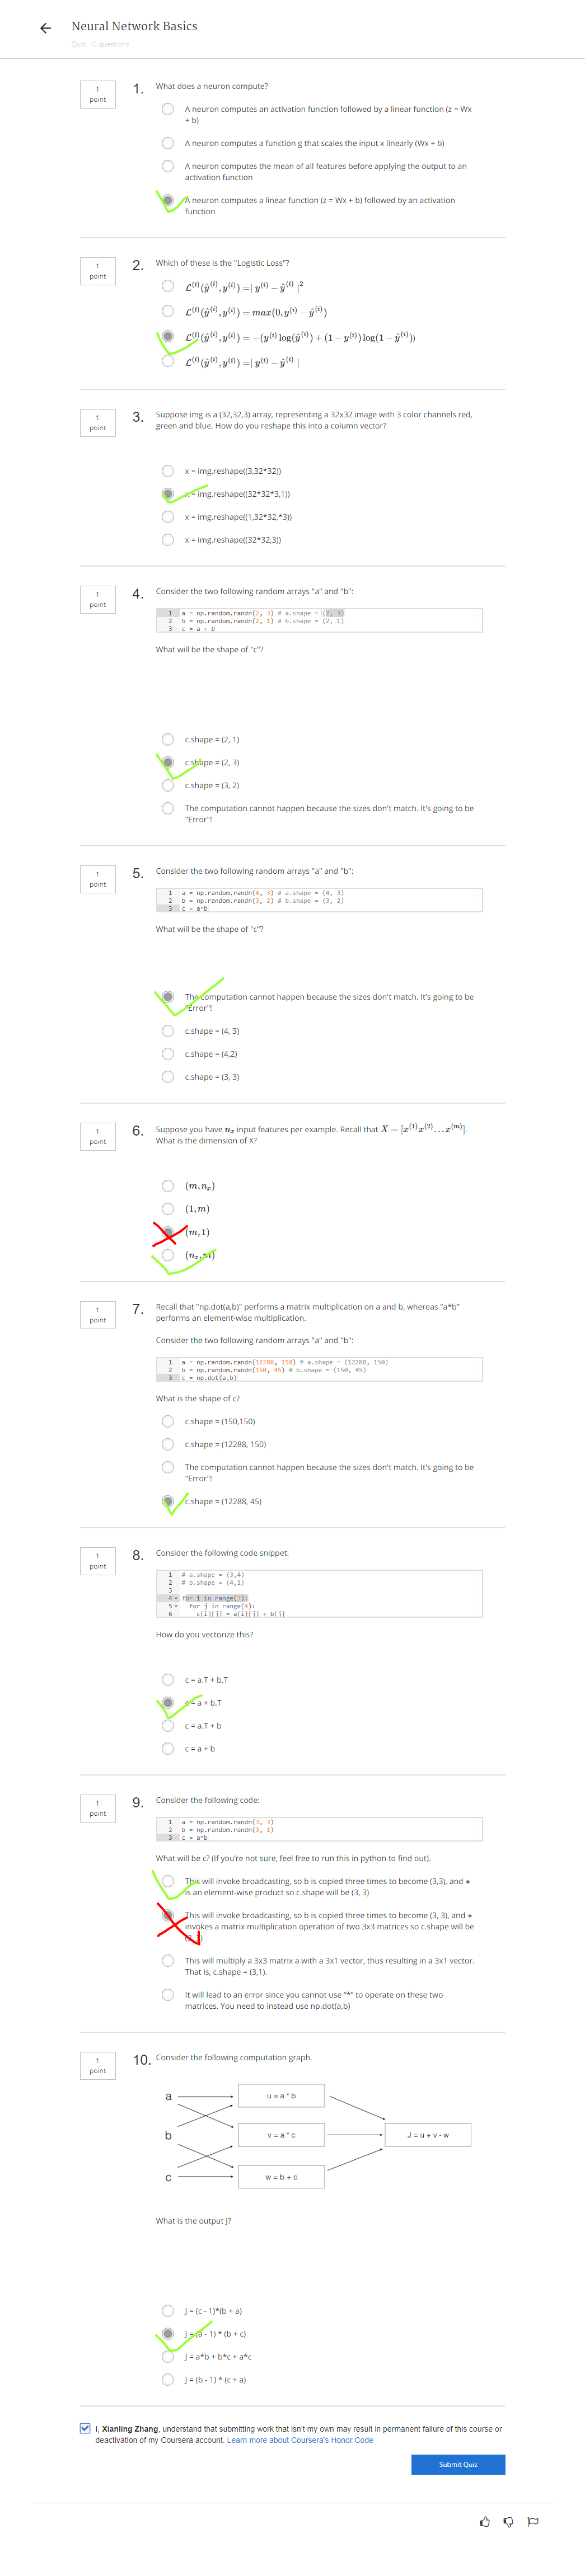 Neural Network Basics
Quiz, 10 questions
1
point
1.
What does a neuron compute?
A neuron computes an activation function followed by a linear function (z = Wx
+ b)
A neuron computes a function g that scales the input x linearly (Wx + b)
A neuron computes the mean of all features before applying the output to an
activation function
A neuron computes a linear function (z = Wx + b) followed by an activation
function
1
point
2.
Which of these is the "Logistic Loss"?
ℒ⁽ⁱ⁾(ŷ⁽ⁱ⁾, y⁽ⁱ⁾) =| y⁽ⁱ⁾ − ŷ⁽ⁱ⁾ |²
ℒ⁽ⁱ⁾(ŷ⁽ⁱ⁾, y⁽ⁱ⁾) = max(0, y⁽ⁱ⁾ − ŷ⁽ⁱ⁾)
ℒ⁽ⁱ⁾(ŷ⁽ⁱ⁾, y⁽ⁱ⁾) = −(y⁽ⁱ⁾ log(ŷ⁽ⁱ⁾) + (1 − y⁽ⁱ⁾) log(1 − ŷ⁽ⁱ⁾))
ℒ⁽ⁱ⁾(ŷ⁽ⁱ⁾, y⁽ⁱ⁾) =| y⁽ⁱ⁾ − ŷ⁽ⁱ⁾ |
1
point
3.
Suppose img is a (32,32,3) array, representing a 32x32 image with 3 color channels red,
green and blue. How do you reshape this into a column vector?
x = img.reshape((3,32*32))
x = img.reshape((32*32*3,1))
x = img.reshape((1,32*32,*3))
x = img.reshape((32*32,3))
1
point
4.
Consider the two following random arrays "a" and "b":
1 a = np.random.randn(2, 3) # a.shape = (2, 3)
2 b = np.random.randn(2, 1) # b.shape = (2, 1)
3 c = a + b
What will be the shape of "c"?
c.shape = (2, 1)
c.shape = (2, 3)
c.shape = (3, 2)
The computation cannot happen because the sizes don't match. It's going to be
"Error"!
1
point
5.
Consider the two following random arrays "a" and "b":
1 a = np.random.randn(4, 3) # a.shape = (4, 3)
2 b = np.random.randn(3, 2) # b.shape = (3, 2)
3 c = a*b
What will be the shape of "c"?
The computation cannot happen because the sizes don't match. It's going to be
"Error"!
c.shape = (4, 3)
c.shape = (4,2)
c.shape = (3, 3)
1
point
6.
Suppose you have nₓ input features per example. Recall that X = [x⁽¹⁾x⁽²⁾...x⁽ᵐ⁾].
What is the dimension of X?
(m, nₓ)
(1, m)
(m, 1)
(nₓ, m)
1
point
7.
Recall that "np.dot(a,b)" performs a matrix multiplication on a and b, whereas "a*b"
performs an element-wise multiplication.
Consider the two following random arrays "a" and "b":
1 a = np.random.randn(12288, 150) # a.shape = (12288, 150)
2 b = np.random.randn(150, 45) # b.shape = (150, 45)
3 c = np.dot(a,b)
What is the shape of c?
c.shape = (150,150)
c.shape = (12288, 150)
The computation cannot happen because the sizes don't match. It's going to be
"Error"!
c.shape = (12288, 45)
1
point
8.
Consider the following code snippet:
1 # a.shape = (3,4)
2 # b.shape = (4,1)
3
4 for i in range(3):
5 for j in range(4):
6 c[i][j] = a[i][j] + b[j]
How do you vectorize this?
c = a.T + b.T
c = a + b.T
c = a.T + b
c = a + b
1
point
9.
Consider the following code:
1 a = np.random.randn(3, 3)
2 b = np.random.randn(3, 1)
3 c = a*b
What will be c? (If you're not sure, feel free to run this in python to find out).
This will invoke broadcasting, so b is copied three times to become (3,3), and ∗
is an element-wise product so c.shape will be (3, 3)
This will invoke broadcasting, so b is copied three times to become (3, 3), and ∗
invokes a matrix multiplication operation of two 3x3 matrices so c.shape will be
(3, 3)
This will multiply a 3x3 matrix a with a 3x1 vector, thus resulting in a 3x1 vector.
That is, c.shape = (3,1).
It will lead to an error since you cannot use "*" to operate on these two
matrices. You need to instead use np.dot(a,b)
1
point
10.
Consider the following computation graph.
a
u = a * b
b
v = a * c
J = u + v - w
c
w = b + c
What is the output J?
J = (c - 1)*(b + a)
J = (a - 1) * (b + c)
J = a*b + b*c + a*c
J = (b - 1) * (c + a)
I, Xianling Zhang, understand that submitting work that isn't my own may result in permanent failure of this course or
deactivation of my Coursera account. Learn more about Coursera's Honor Code
Submit Quiz